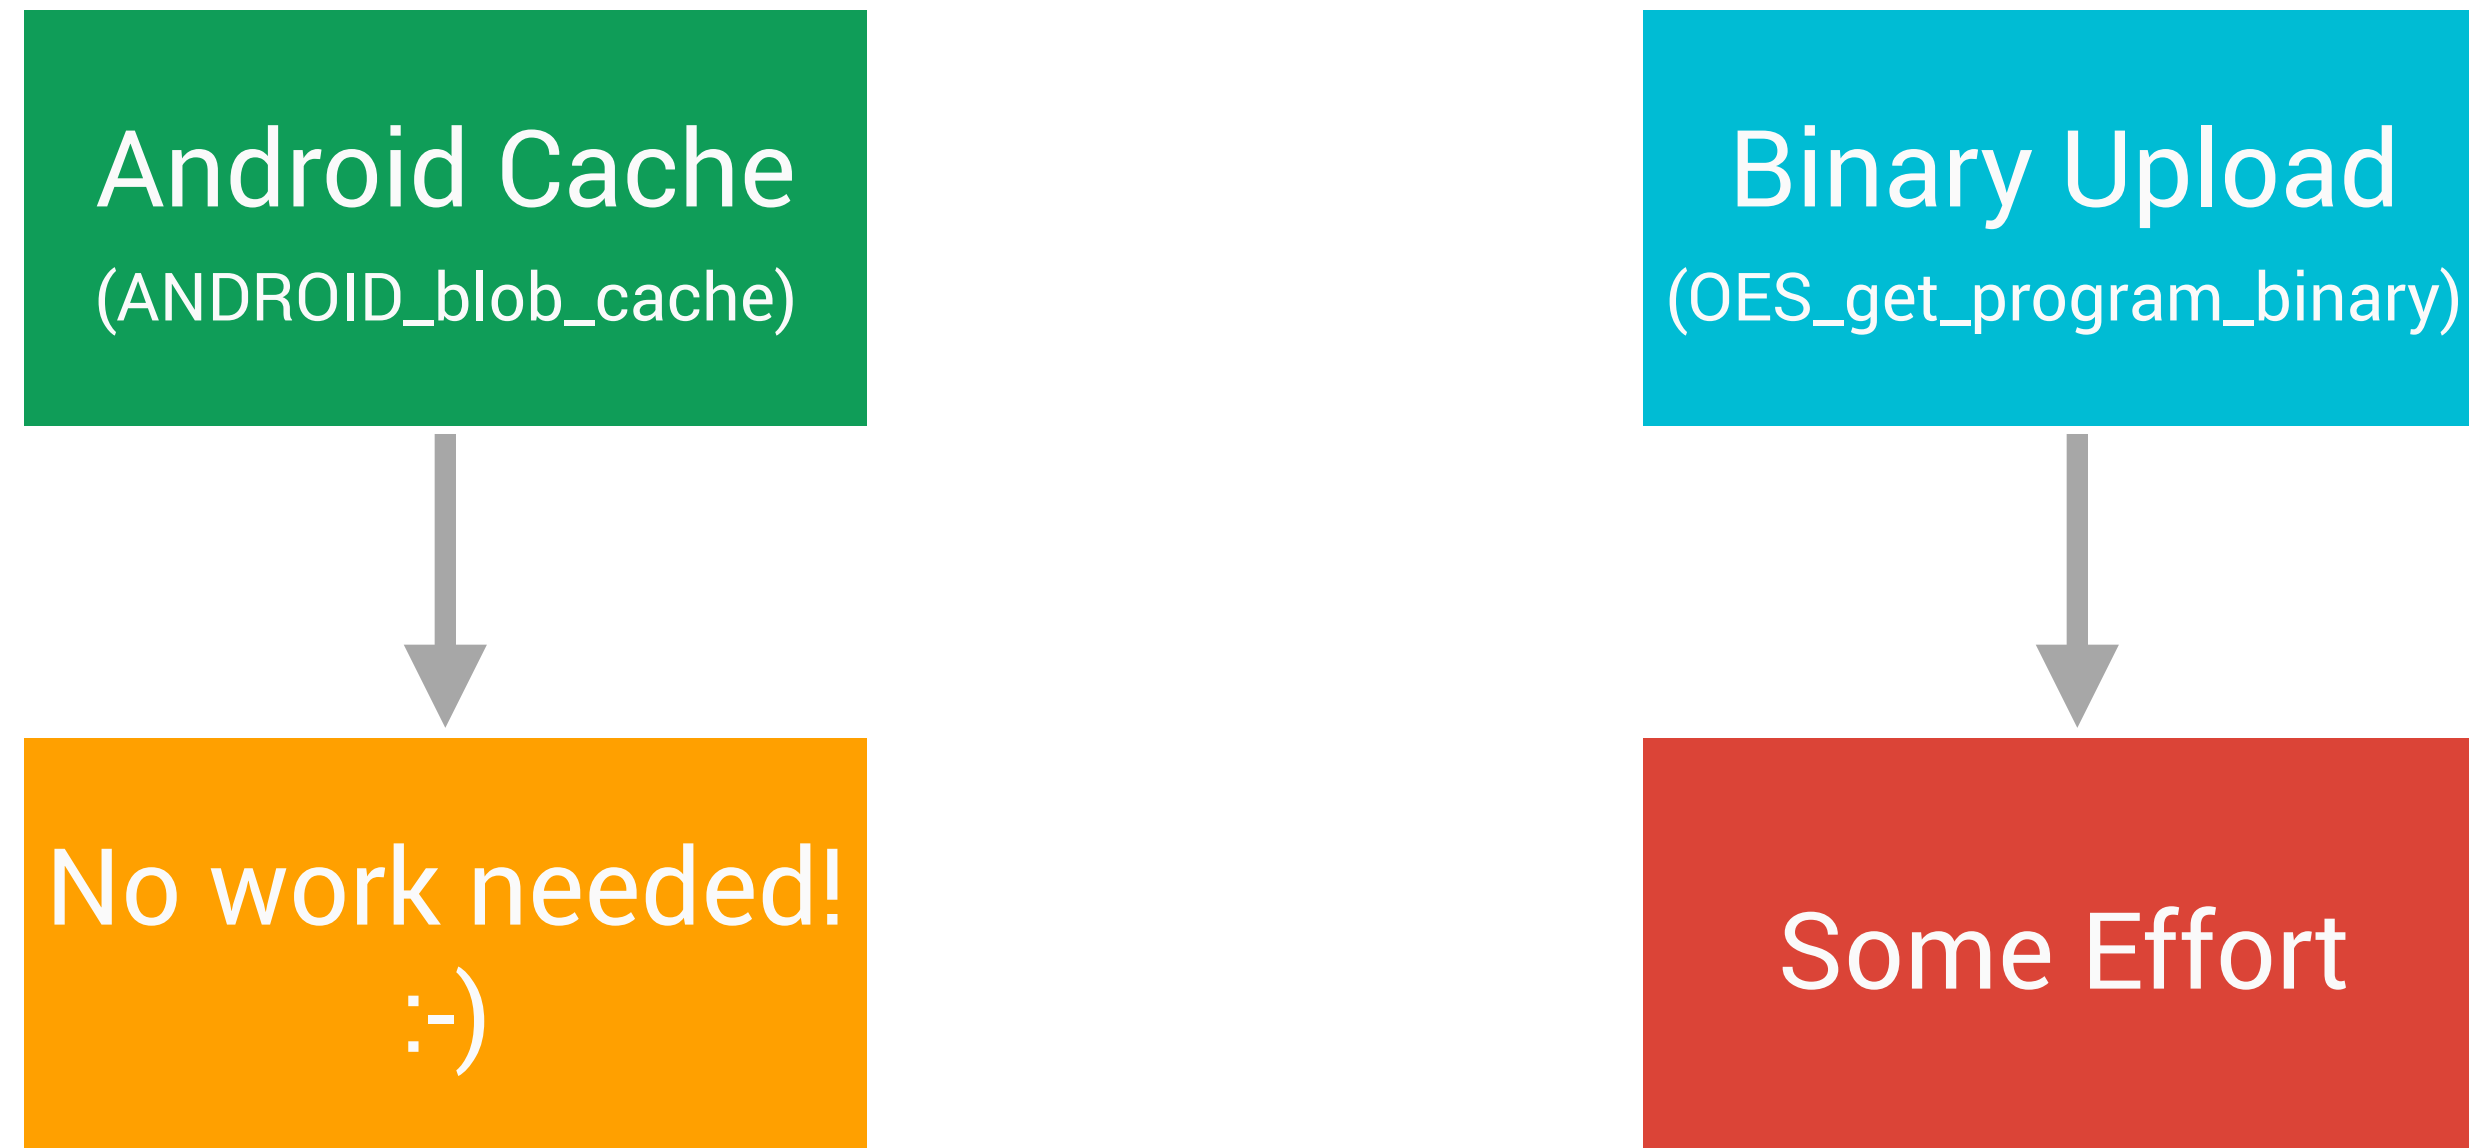 Android Cache
(ANDROID_blob_cache)
Binary Upload
(OES_get_program_binary)
No work needed!
:-)
Some Effort